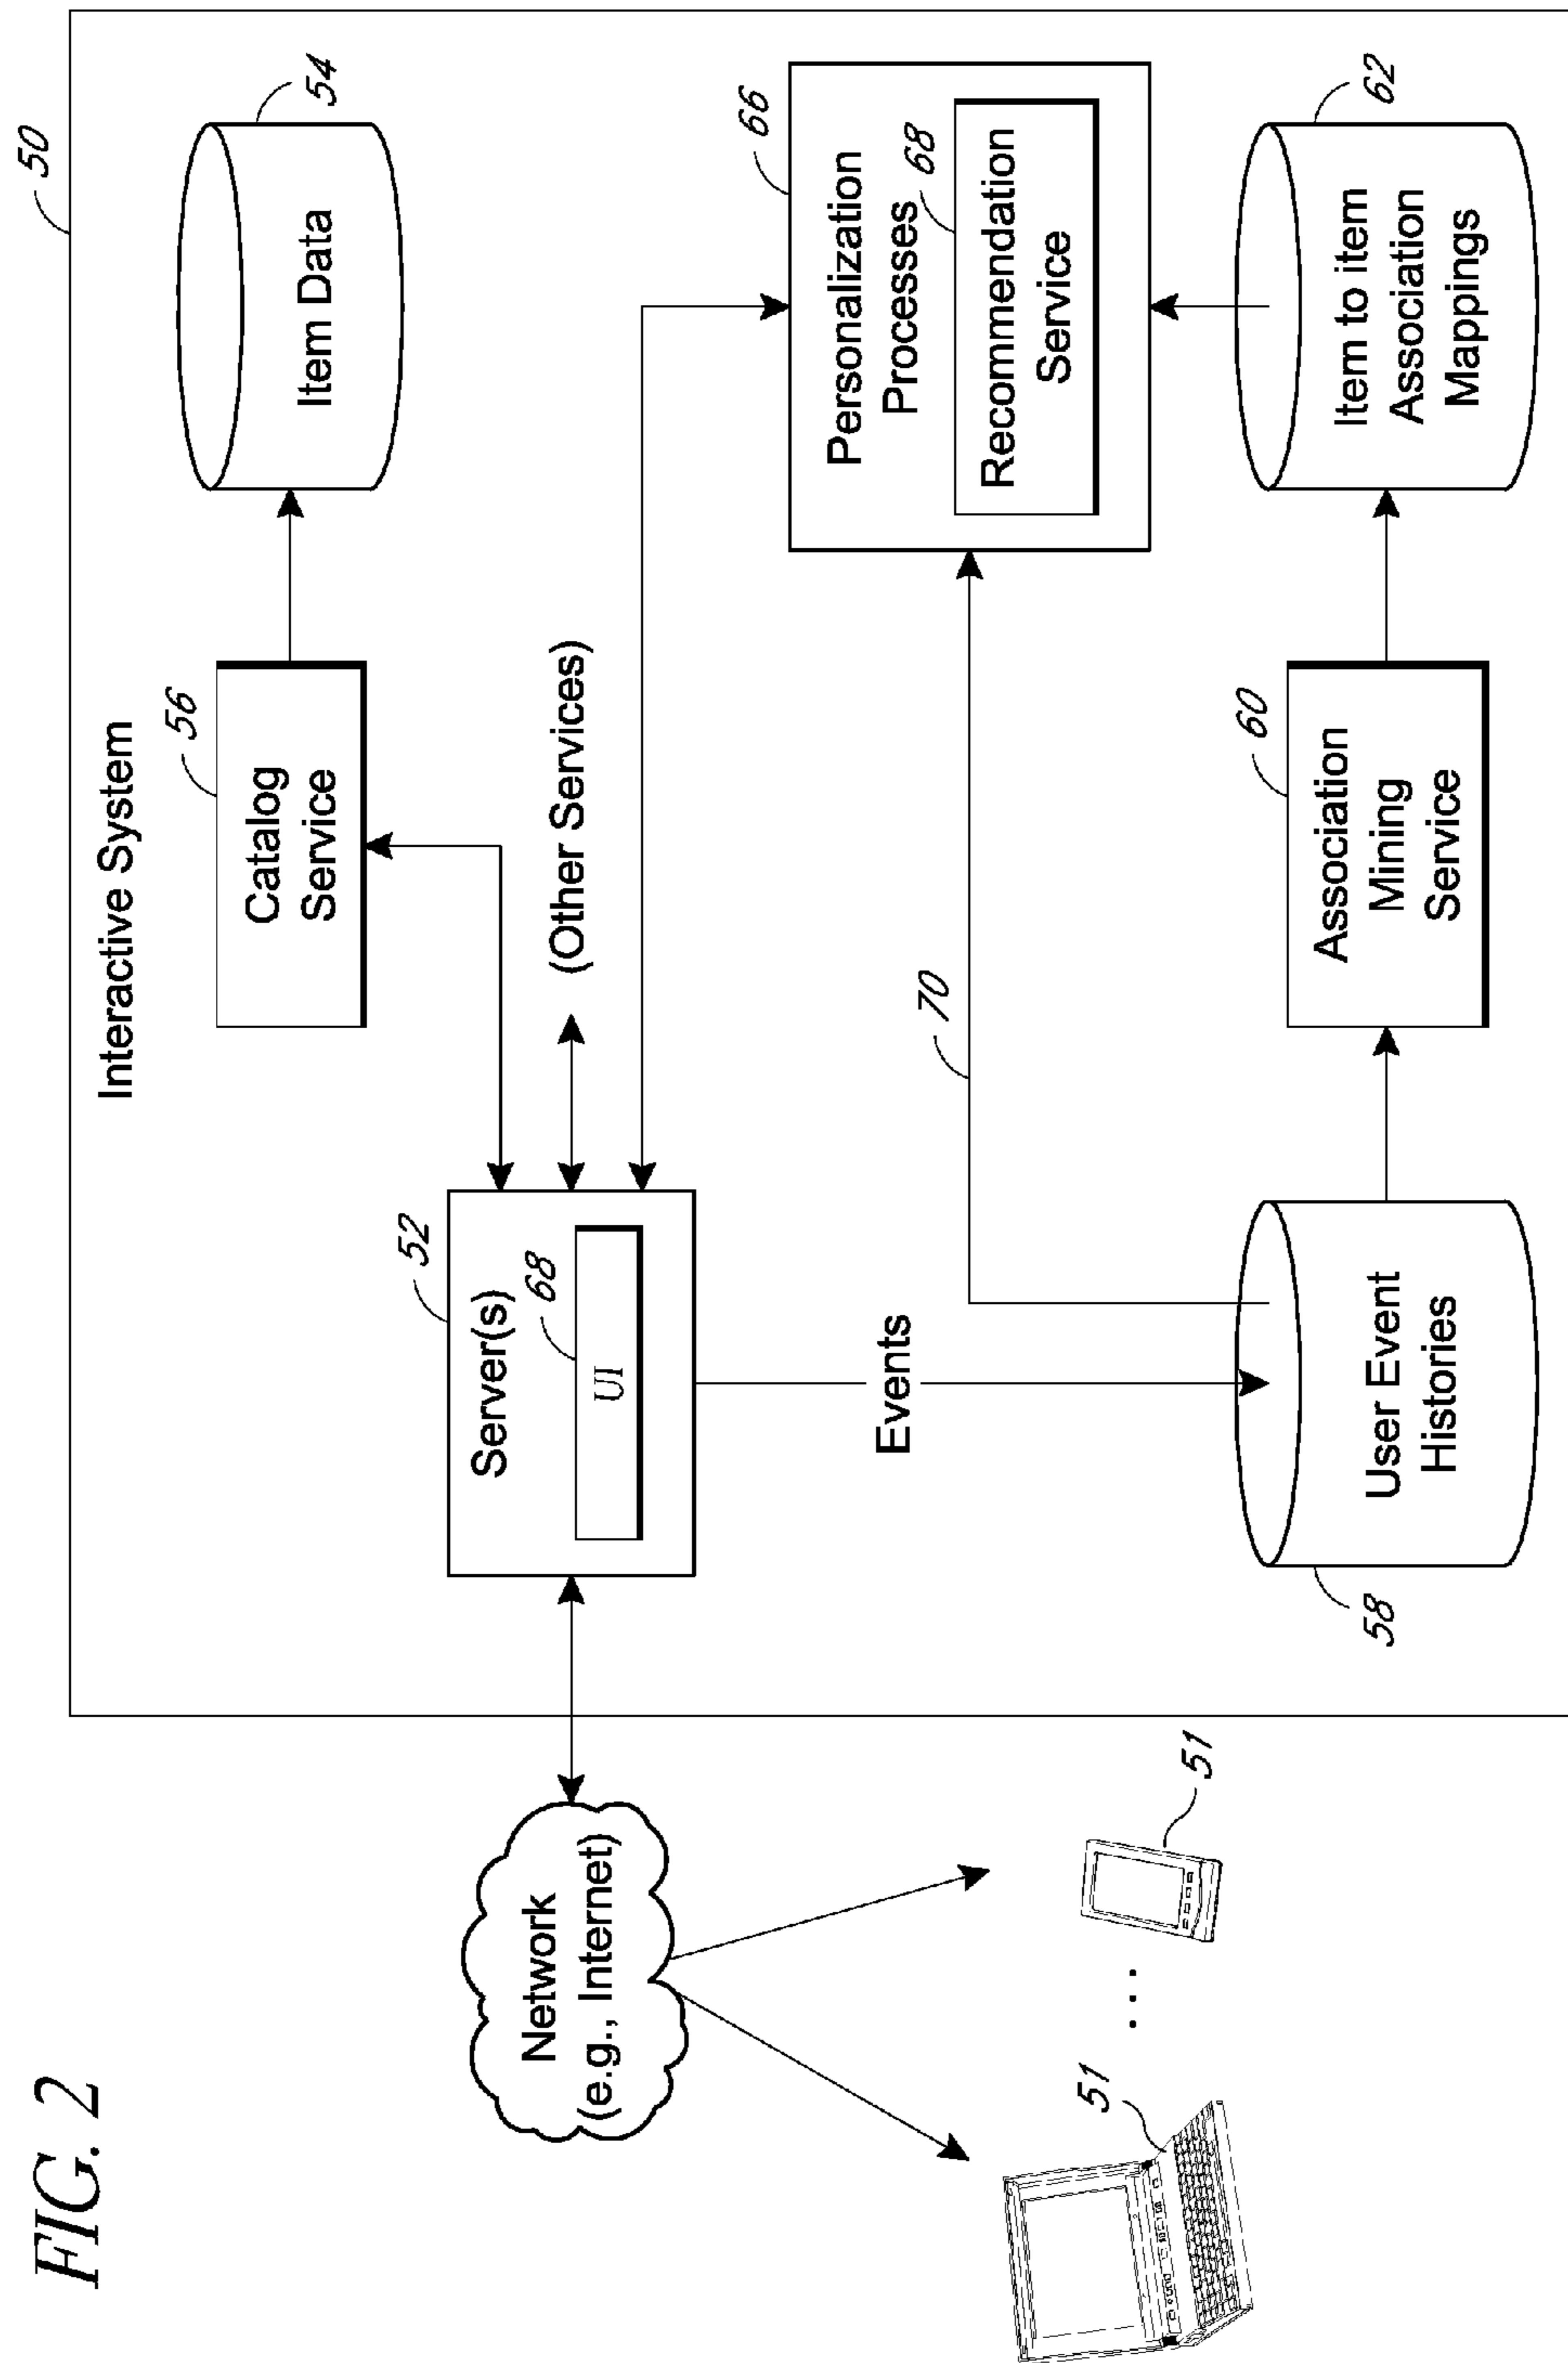 FIG. 2
50
Interactive System
56
Catalog
Service
54
Item Data
52
Server(s)
68
UI
Network
(e.g., Internet)
(Other Services)
51
. . .
51
Events
70
66
Personalization
Processes
68
Recommendation
Service
58
User Event
Histories
60
Association
Mining
Service
62
Item to item
Association
Mappings